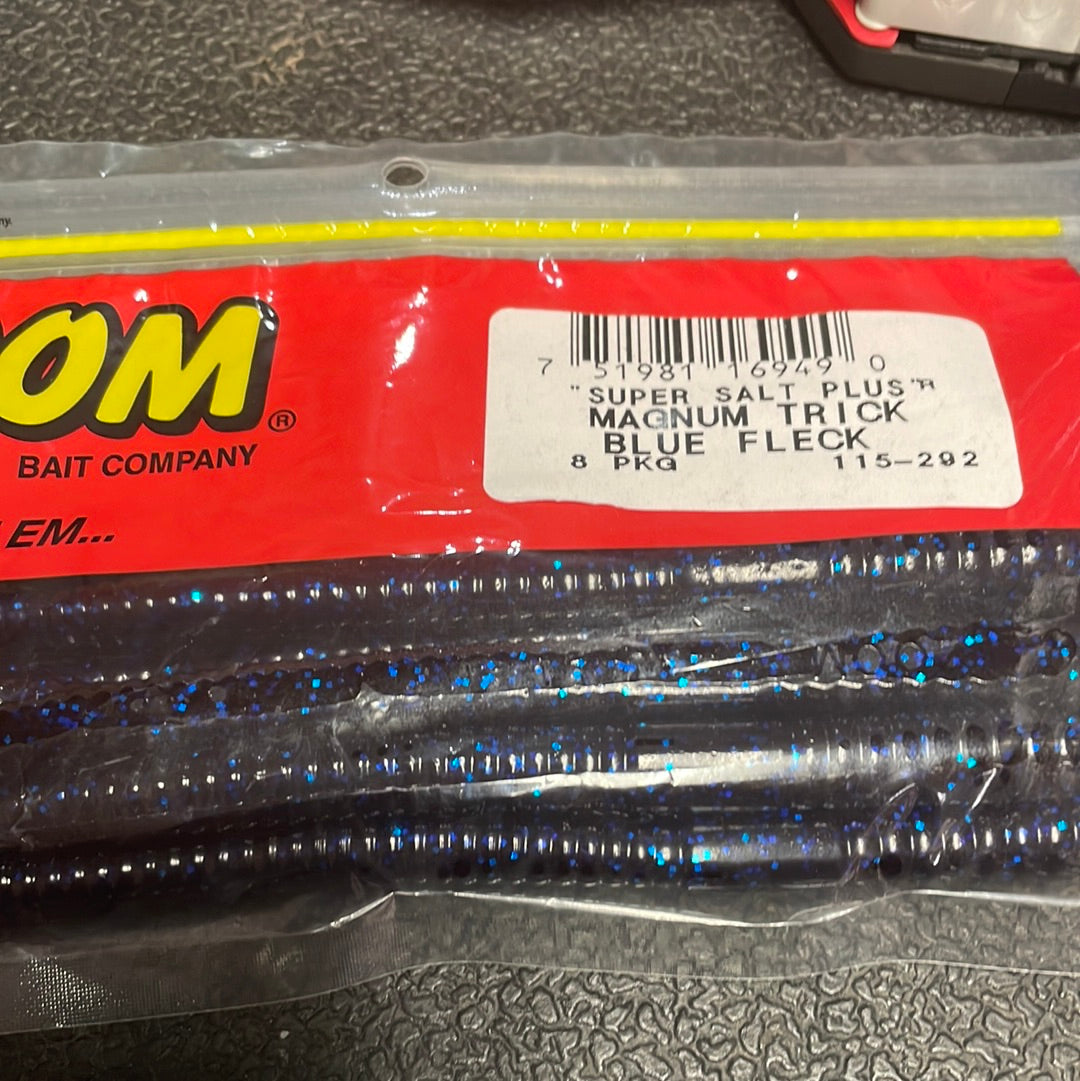 OM®
BAIT COMPANY
EM...
7 51981 16949 0
"SUPER SALT PLUS"R
MAGNUM TRICK
BLUE FLECK
8 PKG 115-292